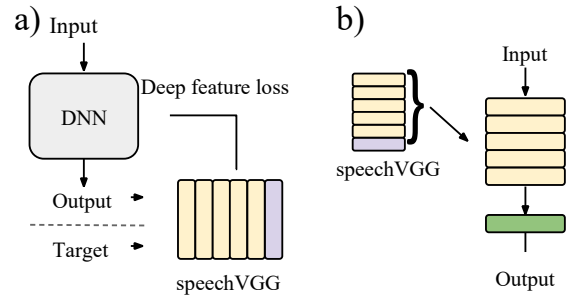 a)
Input
DNN
Deep feature loss
Output
Target
speechVGG
b)
Input
speechVGG
Output